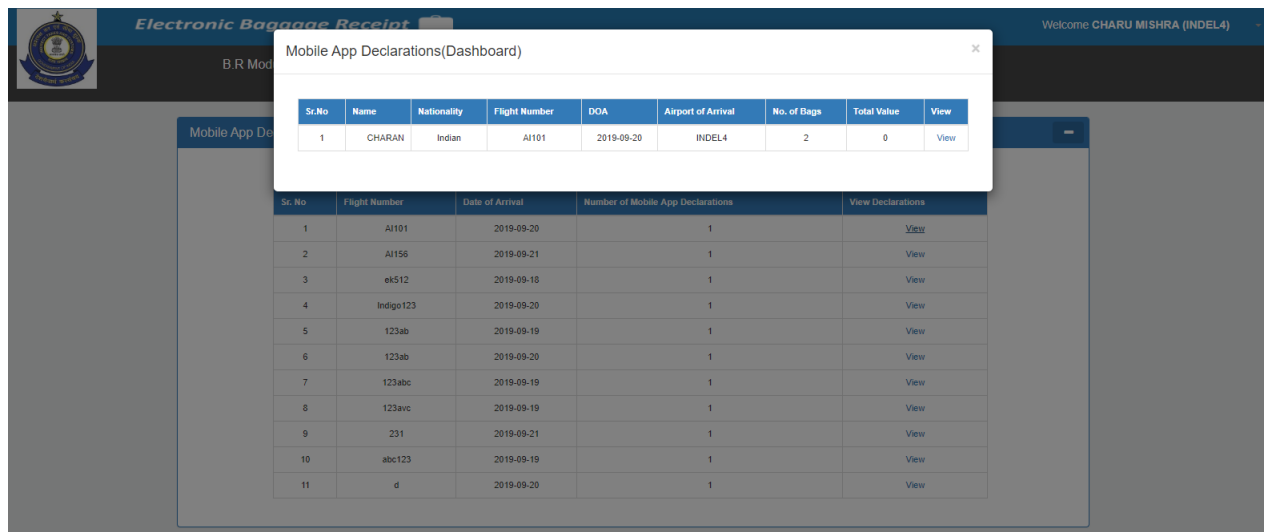 Electronic Baggage Receipt
Welcome CHARU MISHRA (INDEL4)
B.R Mod
Mobile App Declarations(Dashboard)
×
Sr.No Name Nationality Flight Number DOA Airport of Arrival No. of Bags Total Value View
1 CHARAN Indian AI101 2019-09-20 INDEL4 2 0 View
Mobile App De
Sr. No Flight Number Date of Arrival Number of Mobile App Declarations View Declarations
1 AI101 2019-09-20 1 View
2 AI156 2019-09-21 1 View
3 ek512 2019-09-18 1 View
4 Indigo123 2019-09-20 1 View
5 123ab 2019-09-19 1 View
6 123ab 2019-09-20 1 View
7 123abc 2019-09-19 1 View
8 123avc 2019-09-19 1 View
9 231 2019-09-21 1 View
10 abc123 2019-09-19 1 View
11 d 2019-09-20 1 View